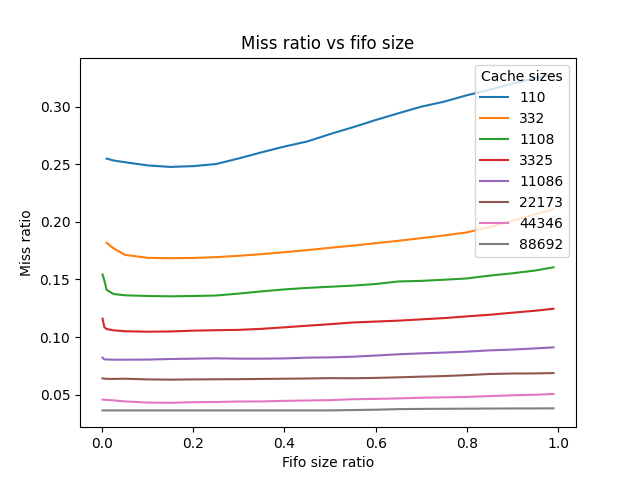 Miss ratio vs fifo size
Cache sizes
110
332
1108
3325
11086
22173
44346
88692
0.30
0.25
0.20
0.15
0.10
0.05
Miss ratio
0.0 0.2 0.4 0.6 0.8 1.0
Fifo size ratio